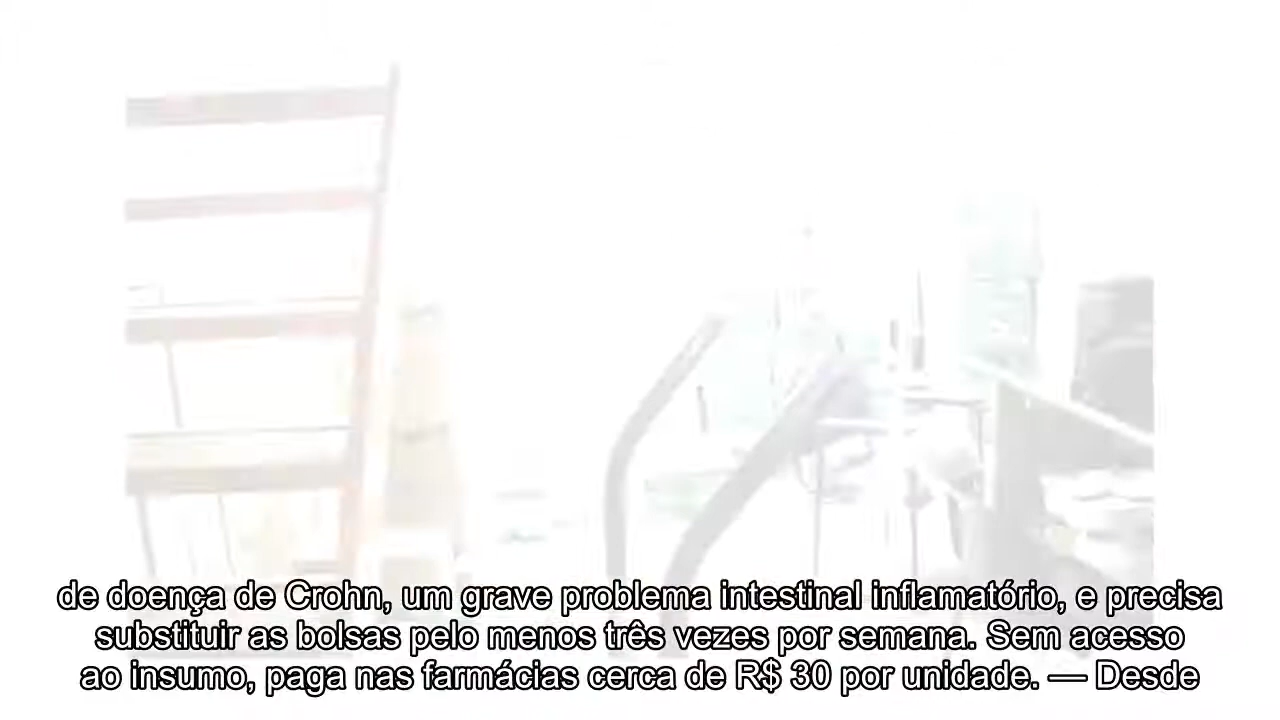 de doença de Crohn, um grave problema intestinal inflamatório, e precisa
substituir as bolsas pelo menos três vezes por semana. Sem acesso
ao insumo, paga nas farmácias cerca de R$ 30 por unidade. — Desde